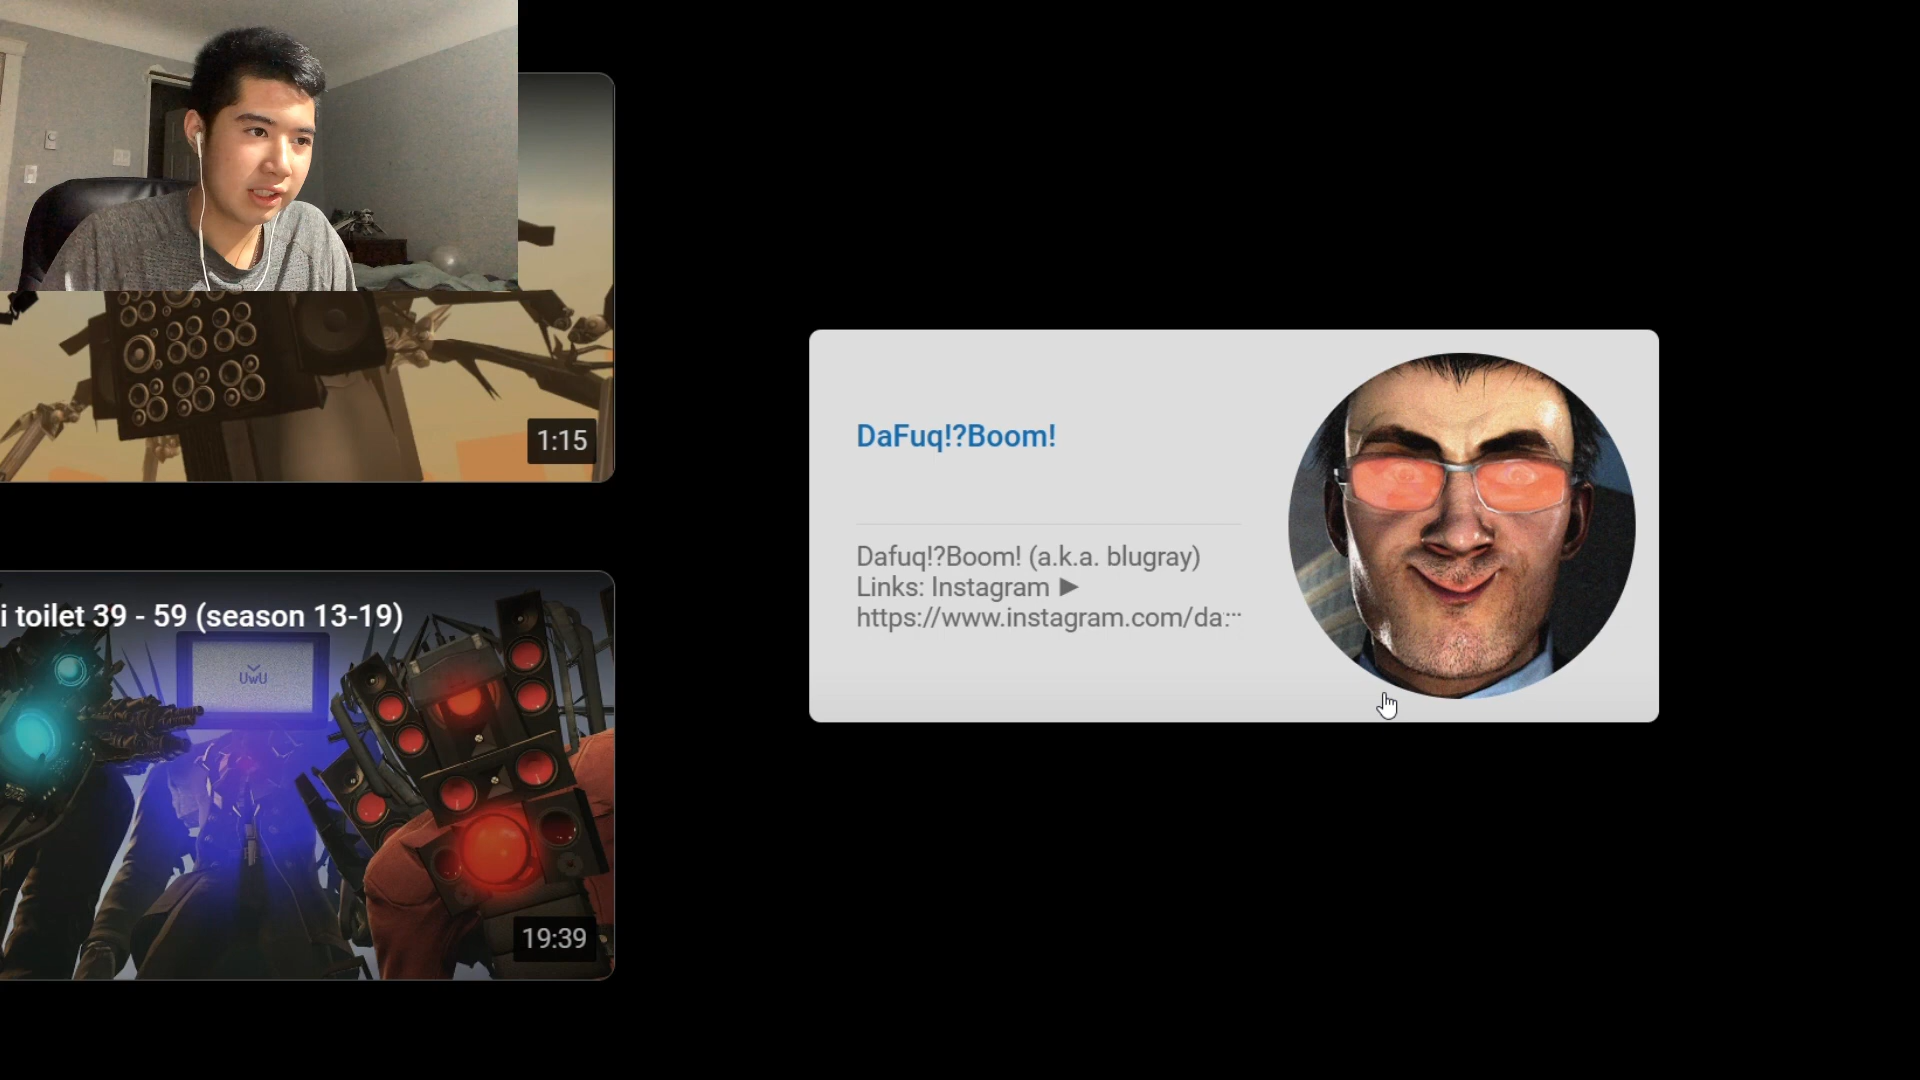 1:15
DaFuq!?Boom!
Dafuq!?Boom! (a.k.a. blugray)
Links: Instagram ▶
https://www.instagram.com/da:···
i toilet 39 - 59 (season 13-19)
UwU
19:39